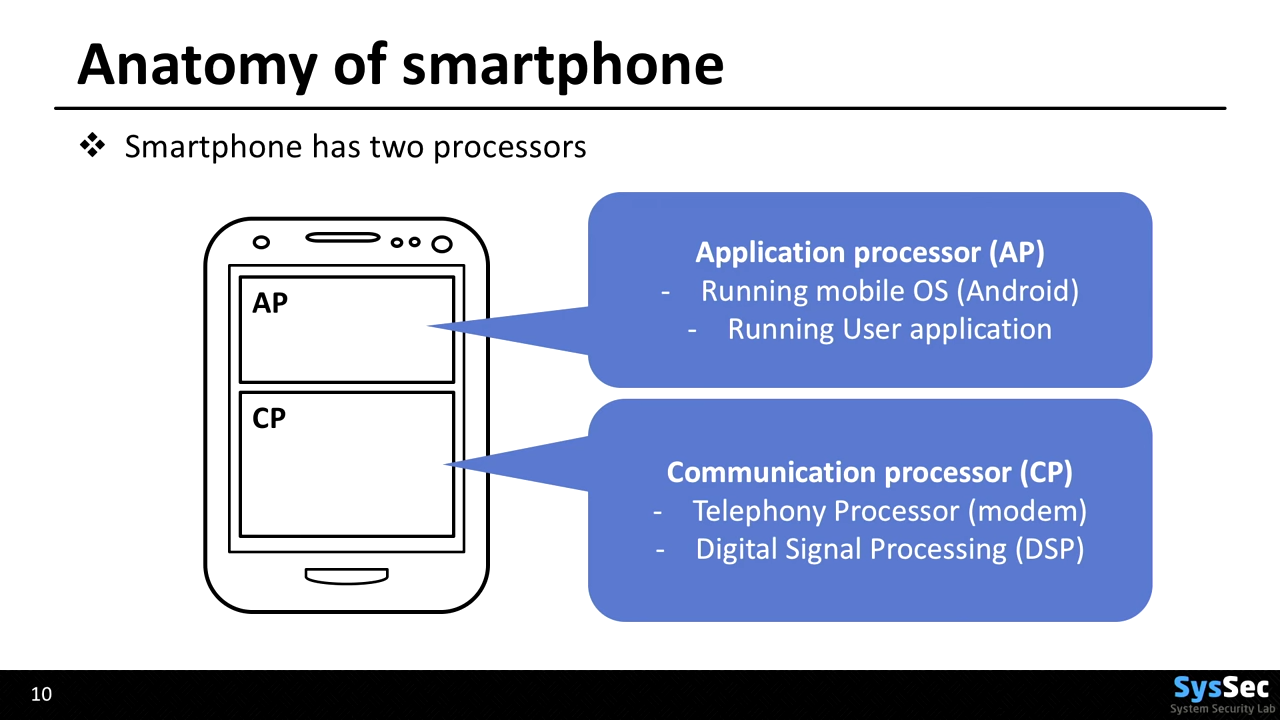 Anatomy of smartphone
❖ Smartphone has two processors
AP
Application processor (AP)
- Running mobile OS (Android)
- Running User application
CP
Communication processor (CP)
- Telephony Processor (modem)
- Digital Signal Processing (DSP)
10
SysSec
System Security Lab